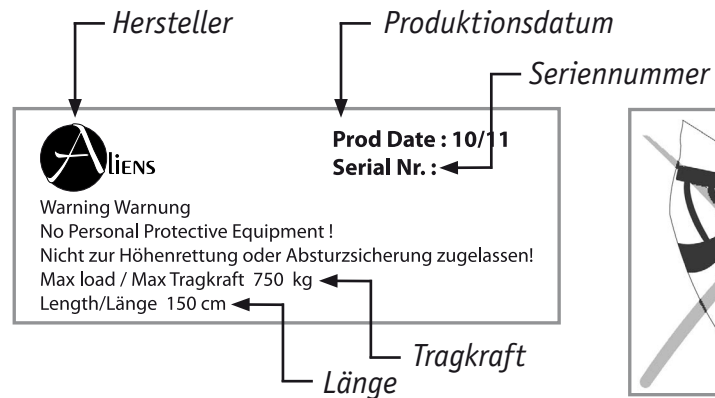 Hersteller
Produktionsdatum
Seriennummer
ALIENS
Prod Date : 10/11
Serial Nr. :
Warning Warnung
No Personal Protective Equipment !
Nicht zur Höhenrettung oder Absturzsicherung zugelassen!
Max load / Max Tragkraft 750 kg
Length/Länge 150 cm
Tragkraft
Länge